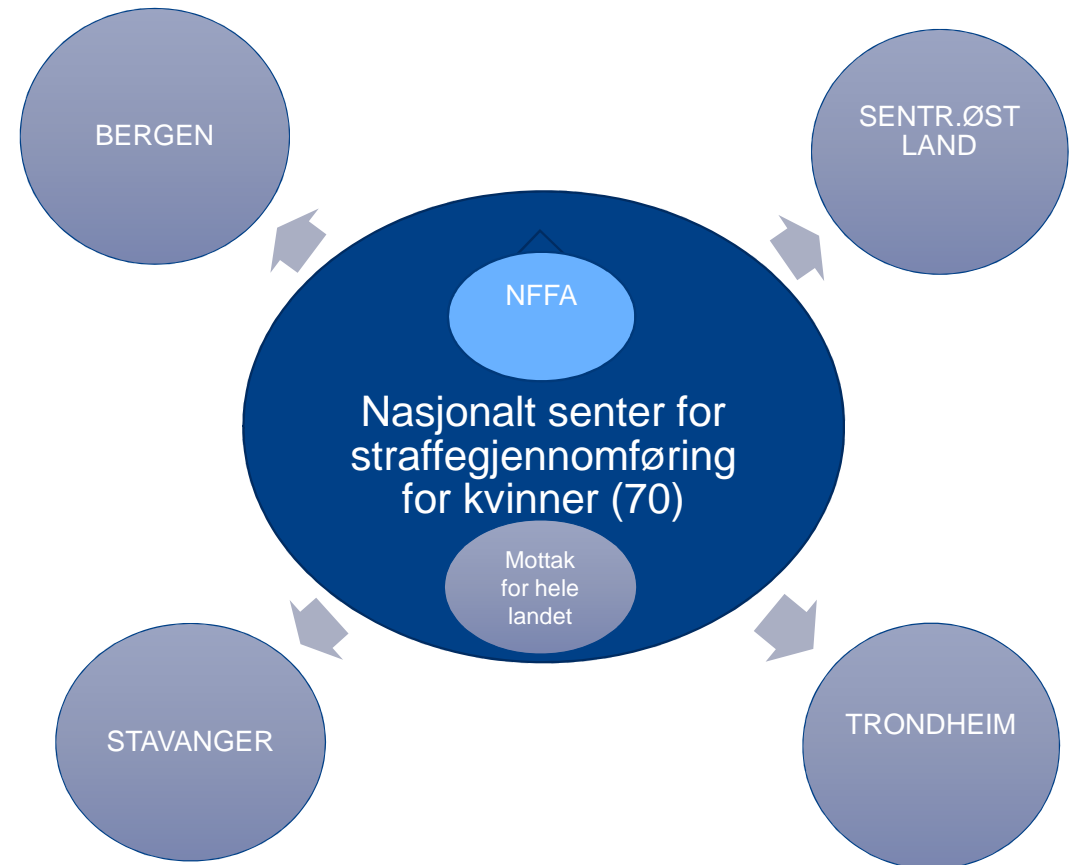 BERGEN
SENTR.ØST
LAND
NFFA
Nasjonalt senter for
straffegjennomføring
for kvinner (70)
Mottak
for hele
landet
STAVANGER
TRONDHEIM